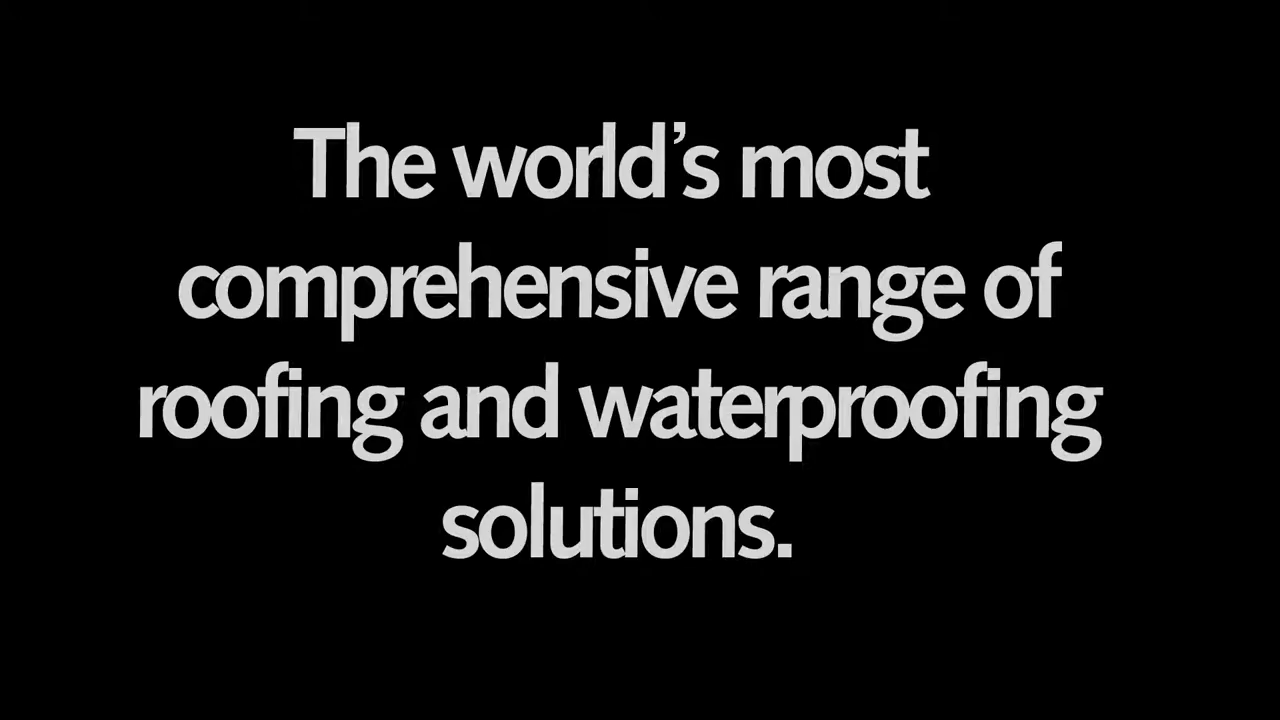 The world’s most
comprehensive range of
roofing and waterproofing
solutions.